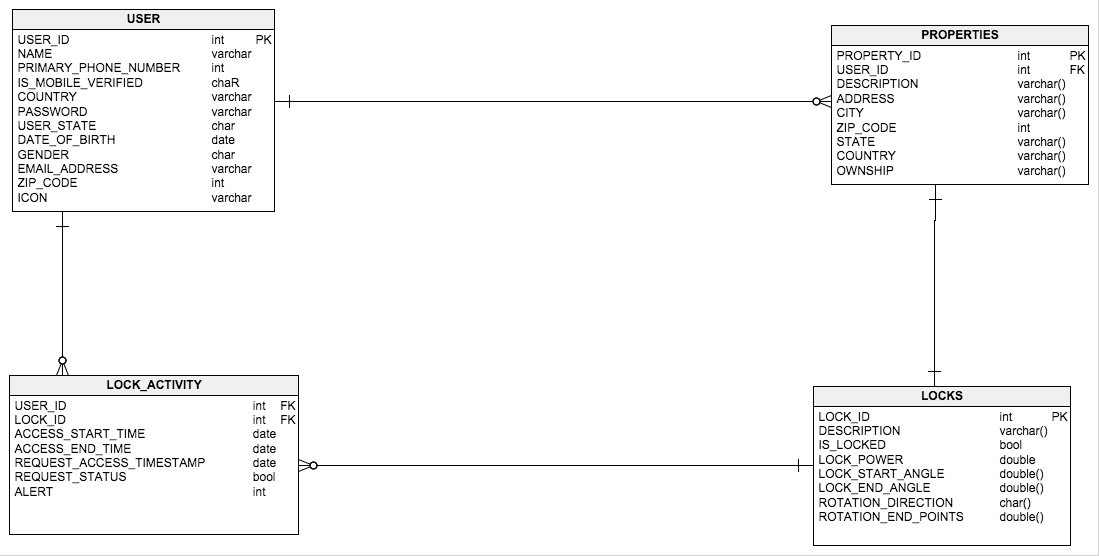 USER
USER_ID int PK
NAME varchar
PRIMARY_PHONE_NUMBER int
IS_MOBILE_VERIFIED chaR
COUNTRY varchar
PASSWORD varchar
USER_STATE char
DATE_OF_BIRTH date
GENDER char
EMAIL_ADDRESS varchar
ZIP_CODE int
ICON varchar
PROPERTIES
PROPERTY_ID int PK
USER_ID int FK
DESCRIPTION varchar()
ADDRESS varchar()
CITY varchar()
ZIP_CODE int
STATE varchar()
COUNTRY varchar()
OWNSHIP varchar()
LOCK_ACTIVITY
USER_ID int FK
LOCK_ID int FK
ACCESS_START_TIME date
ACCESS_END_TIME date
REQUEST_ACCESS_TIMESTAMP date
REQUEST_STATUS bool
ALERT int
LOCKS
LOCK_ID int PK
DESCRIPTION varchar()
IS_LOCKED bool
LOCK_POWER double
LOCK_START_ANGLE double()
LOCK_END_ANGLE double()
ROTATION_DIRECTION char()
ROTATION_END_POINTS double()